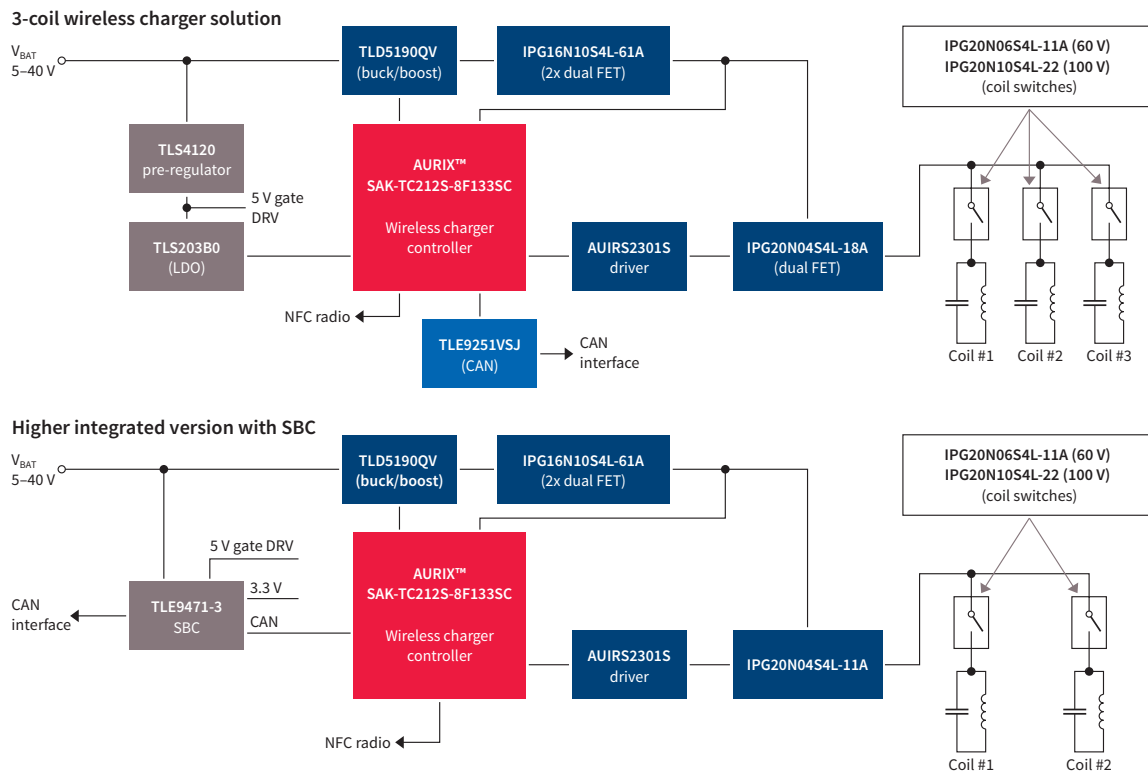 3-coil wireless charger solution
VBAT
5–40 V
TLD5190QV
(buck/boost)
IPG16N10S4L-61A
(2x dual FET)
IPG20N06S4L-11A (60 V)
IPG20N10S4L-22 (100 V)
(coil switches)
TLS4120
pre-regulator
5 V gate
DRV
TLS203B0
(LDO)
AURIX™
SAK-TC212S-8F133SC
Wireless charger
controller
AUIRS2301S
driver
IPG20N04S4L-18A
(dual FET)
NFC radio
TLE9251VSJ
(CAN)
CAN
interface
Coil #1
Coil #2
Coil #3
Higher integrated version with SBC
VBAT
5–40 V
TLD5190QV
(buck/boost)
IPG16N10S4L-61A
(2x dual FET)
IPG20N06S4L-11A (60 V)
IPG20N10S4L-22 (100 V)
(coil switches)
5 V gate DRV
3.3 V
CAN
CAN
interface
TLE9471-3
SBC
AURIX™
SAK-TC212S-8F133SC
Wireless charger
controller
AUIRS2301S
driver
IPG20N04S4L-11A
NFC radio
Coil #1
Coil #2